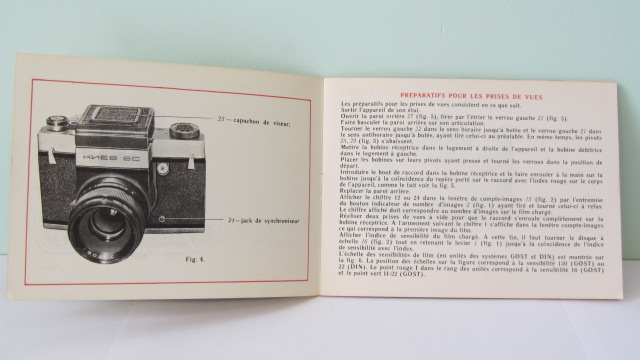 23 — capachon de viseur;
КИЕВ 6С
24 — jack de synchroniseur
Fig. 4.
PRÉPARATIFS POUR LES PRISES DE VUES
Les préparatifs pour les prises de vues consistent en ce que suit.
Sortir l'appareil de son étui.
Ouvrir la paroi arrière 27 (fig. 5), tirer par l'étrier le verrou gauche 21 (fig. 5).
Faire basculer la paroi arrière sur son articulation.
Tourner le verrou gauche 22 dans le sens horaire jusqu'à butée et le verrou gauche 21 dans
le sens antihoraire jusqu'à butée, ayant tiré celui-ci au préalable. En même temps, les pivots
28, 29 (fig. 5) s'abaissent.
Mettre la bobine réceptrice dans le logement à droite de l'appareil et la bobine débitrice
dans le logement à gauche.
Placer les bobines sur leurs pivots ayant pressé et tourné les verrous dans la position de
départ.
Introduire le bout de raccord dans la bobine réceptrice et le faire enrouler à la main sur la
bobine jusqu'à la coïncidence du repère porté sur le raccord avec l'index rouge sur le corps
de l'appareil, comme le fait voir la fig. 5.
Replacer la paroi arrière.
Afficher le chiffre 12 ou 24 dans la fenêtre de compte-images 13 (fig. 2) par l'entremise
du bouton indicateur de nombre d'images 2 (fig. 1) ayant tiré et tourné celui-ci à refus.
Le chiffre affiché doit correspondre au nombre d'images sur le film chargé.
Réaliser deux prises de vues à vide pour que le raccord s'enroule complètement sur la
bobine réceptrice. A l'armement suivant le chiffre 1 s'affiche dans la fenêtre compte-images
ce qui correspond à la première image du film.
Afficher l'indice de sensibilité du film chargé. A cette fin, il faut tourner le disque à
échelle 16 (fig. 2) tout en retenant le levier 1 (fig. 1) jusqu'à la coïncidence de l'indice
de sensibilité avec l'index.
L'échelle des sensibilités de film (en unités des systèmes GOST et DIN) est montrée sur
la fig. 6. La position des échelles sur la figure correspond à la sensibilité 130 (GOST) ou
22 (DIN). Le point rouge I dans le rang des unités correspond à la sensibilité 16 (GOST)
et le point vert II-22 (GOST).